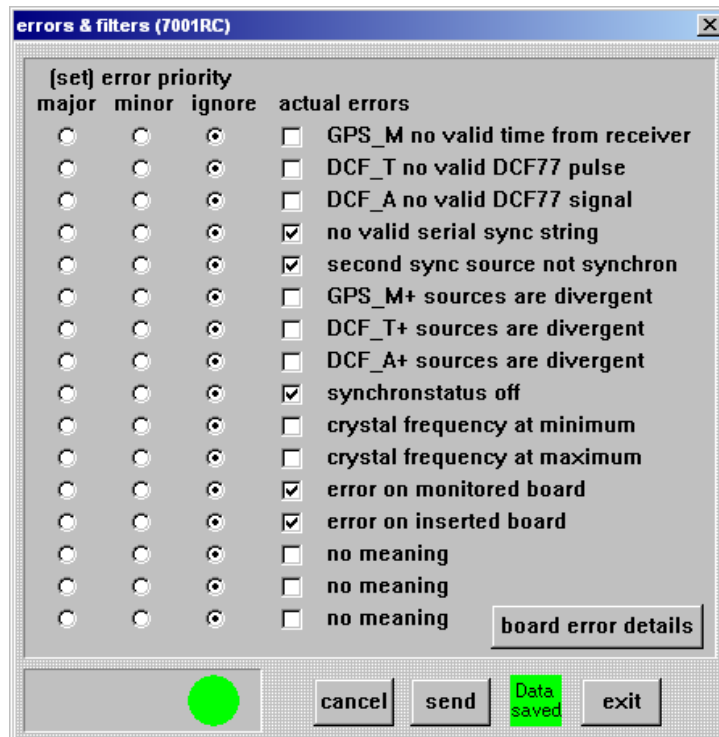 errors & filters (7001RC)
(set) error priority
major minor ignore actual errors
GPS_M no valid time from receiver
DCF_T no valid DCF77 pulse
DCF_A no valid DCF77 signal
no valid serial sync string
second sync source not synchron
GPS_M+ sources are divergent
DCF_T+ sources are divergent
DCF_A+ sources are divergent
synchronstatus off
crystal frequency at minimum
crystal frequency at maximum
error on monitored board
error on inserted board
no meaning
no meaning
no meaning
board error details
cancel send Data saved exit